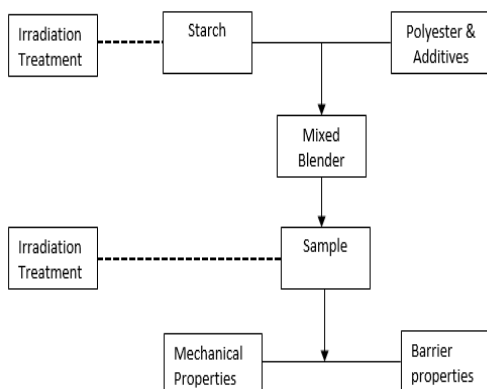 Irradiation
Treatment
Starch
Polyester &
Additives
Mixed
Blender
Irradiation
Treatment
Sample
Mechanical
Properties
Barrier
properties